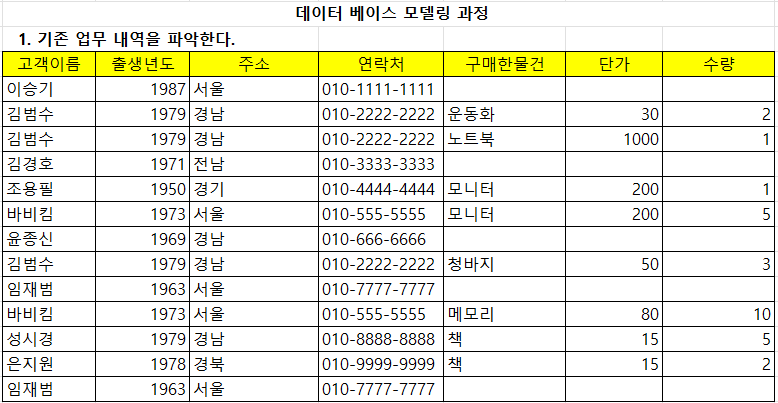 데이터 베이스 모델링 과정
1. 기존 업무 내역을 파악한다.
고객이름 출생년도 주소 연락처 구매한물건 단가 수량
이승기 1987 서울 010-1111-1111
김범수 1979 경남 010-2222-2222 운동화 30 2
김범수 1979 경남 010-2222-2222 노트북 1000 1
김경호 1971 전남 010-3333-3333
조용필 1950 경기 010-4444-4444 모니터 200 1
바비킴 1973 서울 010-555-5555 모니터 200 5
윤종신 1969 경남 010-666-6666
김범수 1979 경남 010-2222-2222 청바지 50 3
임재범 1963 서울 010-7777-7777
바비킴 1973 서울 010-555-5555 메모리 80 10
성시경 1979 경남 010-8888-8888 책 15 5
은지원 1978 경북 010-9999-9999 책 15 2
임재범 1963 서울 010-7777-7777